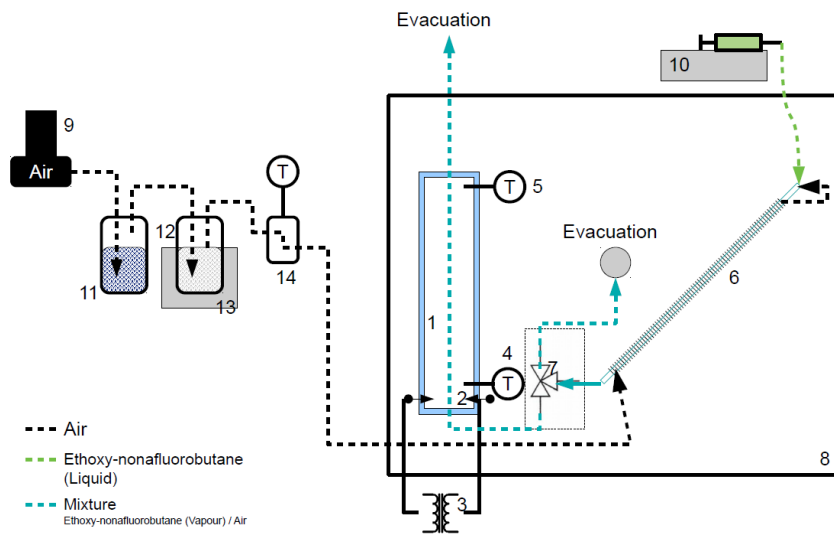 Evacuation
10
9
Air
T
T
5
12
Evacuation
11
13
14
6
1
4
7
T
2
8
3
Air
Ethoxy-nonafluorobutane
(Liquid)
Mixture
Ethoxy-nonafluorobutane (Vapour) / Air